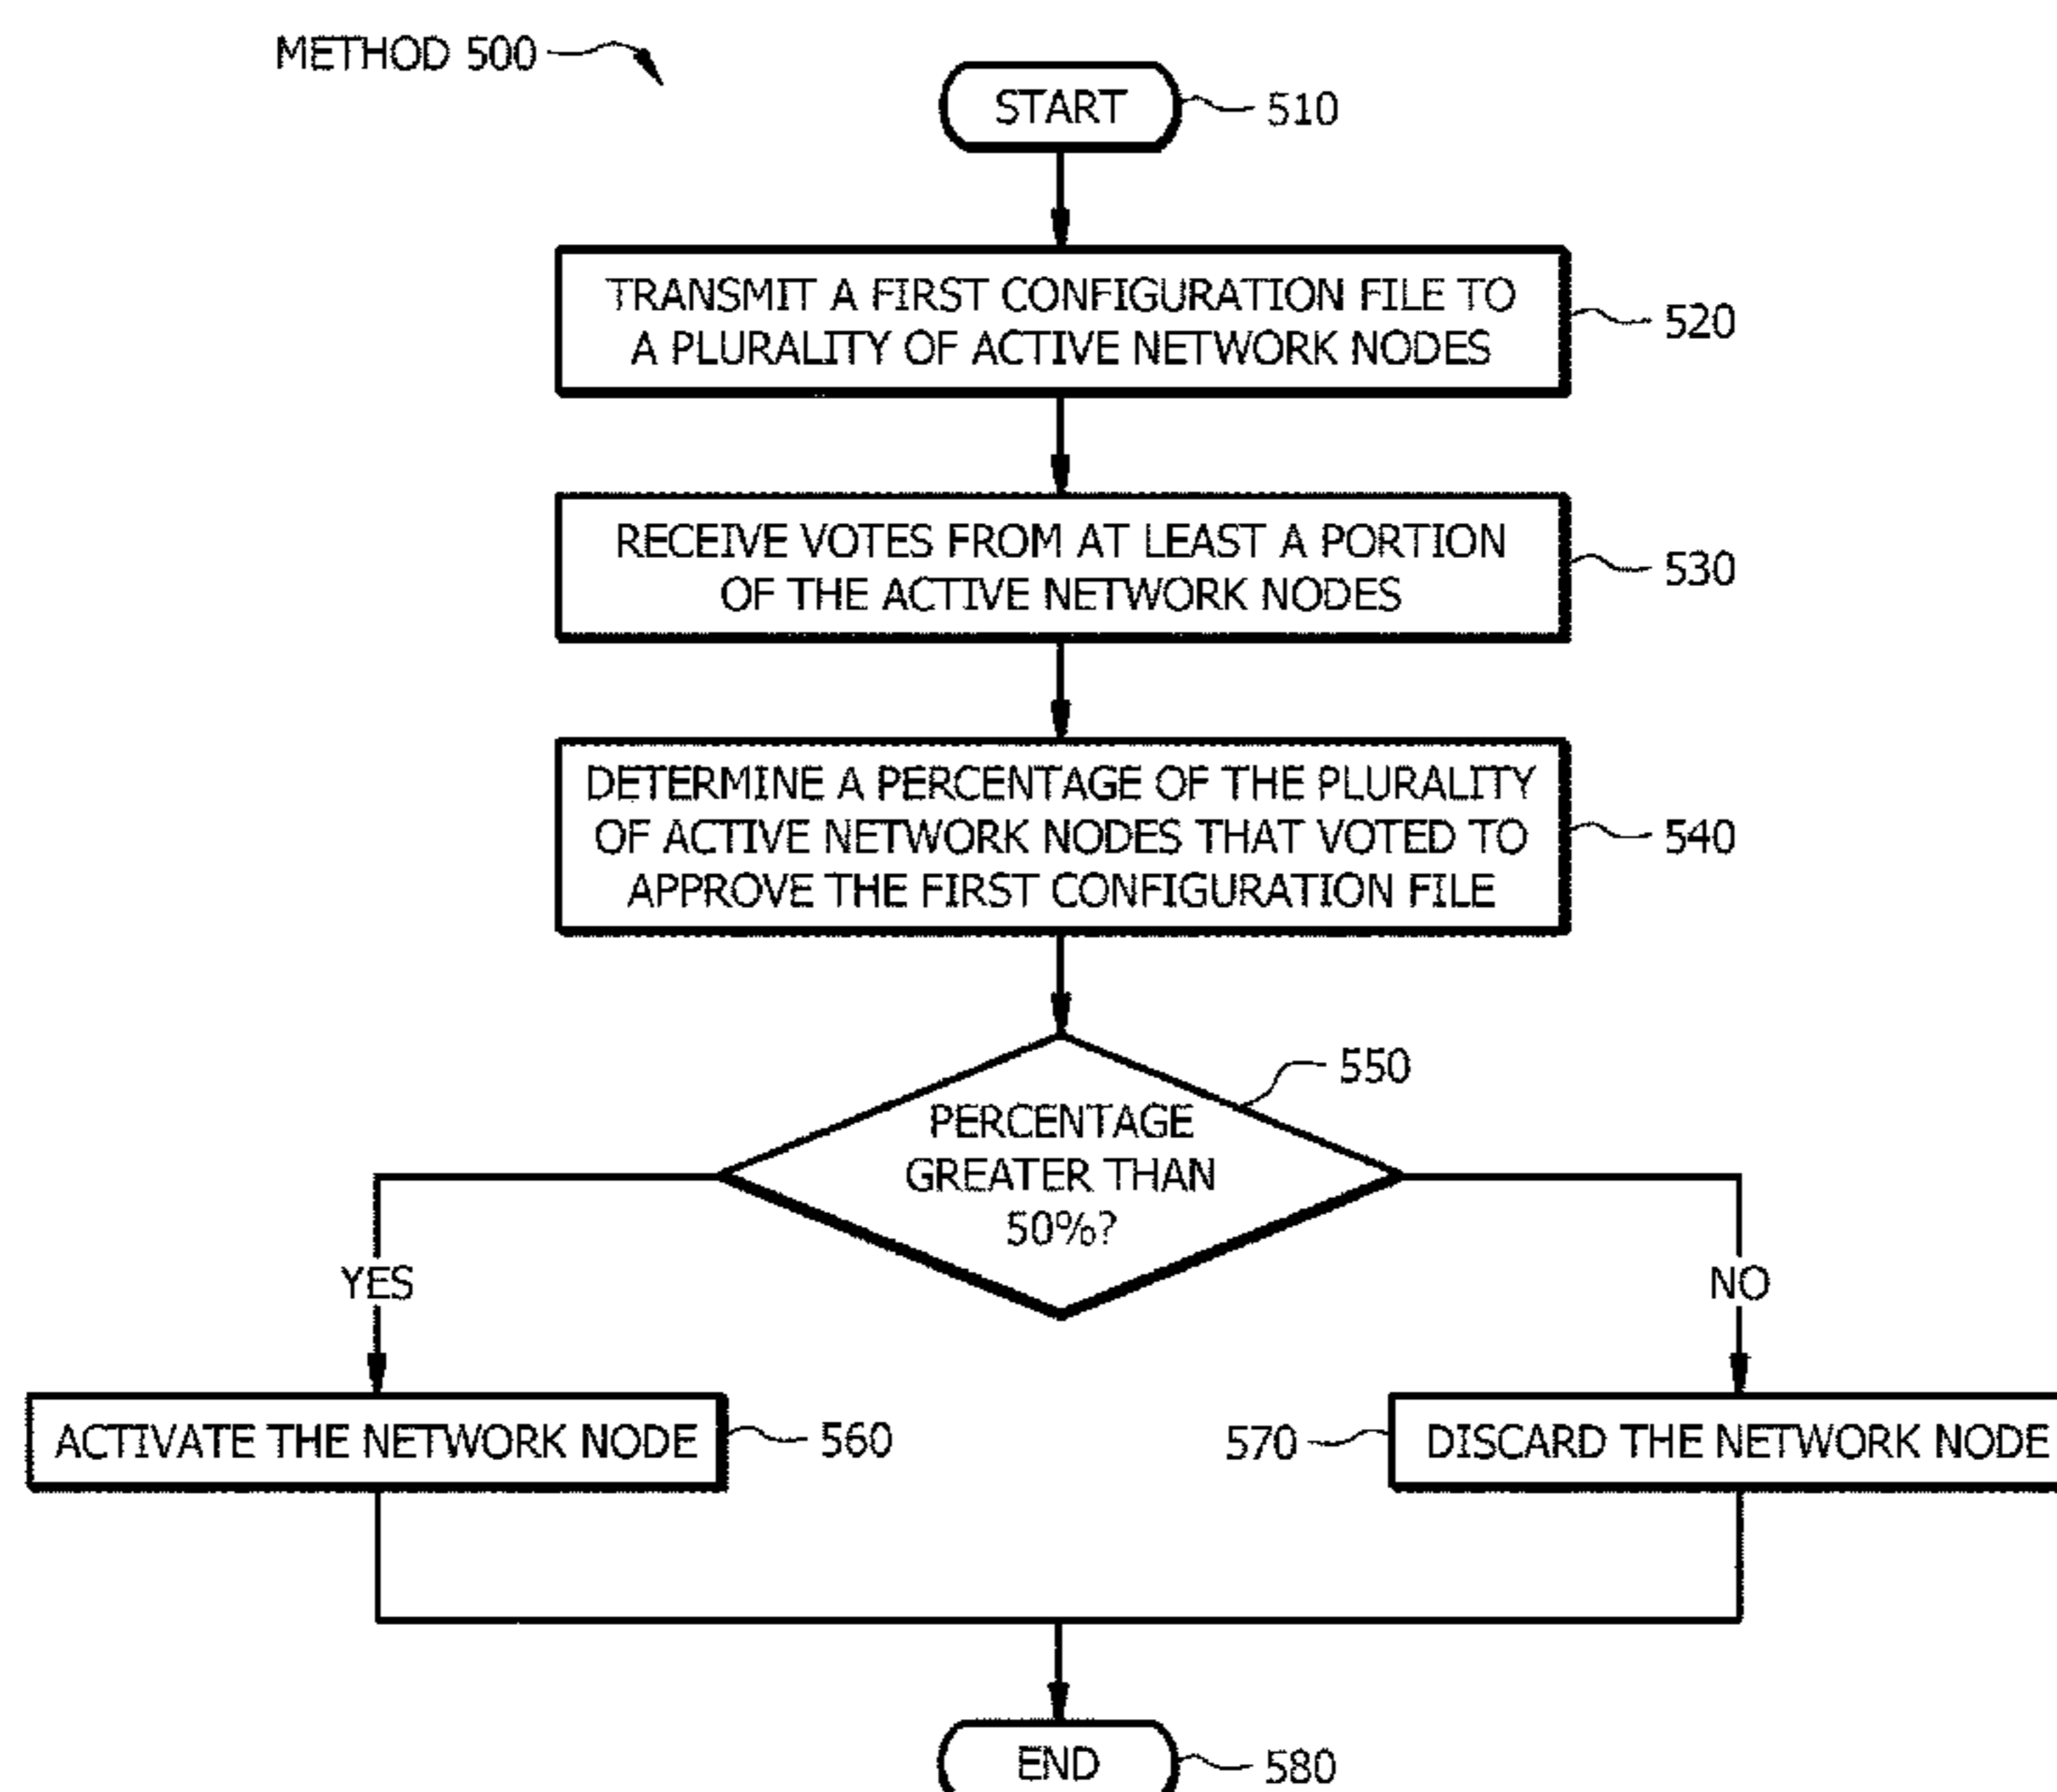 METHOD 500
START
510
TRANSMIT A FIRST CONFIGURATION FILE TO
A PLURALITY OF ACTIVE NETWORK NODES
520
RECEIVE VOTES FROM AT LEAST A PORTION
OF THE ACTIVE NETWORK NODES
530
DETERMINE A PERCENTAGE OF THE PLURALITY
OF ACTIVE NETWORK NODES THAT VOTED TO
APPROVE THE FIRST CONFIGURATION FILE
540
550
PERCENTAGE
GREATER THAN
50%?
YES
NO
ACTIVATE THE NETWORK NODE
560
570
DISCARD THE NETWORK NODE
END
580